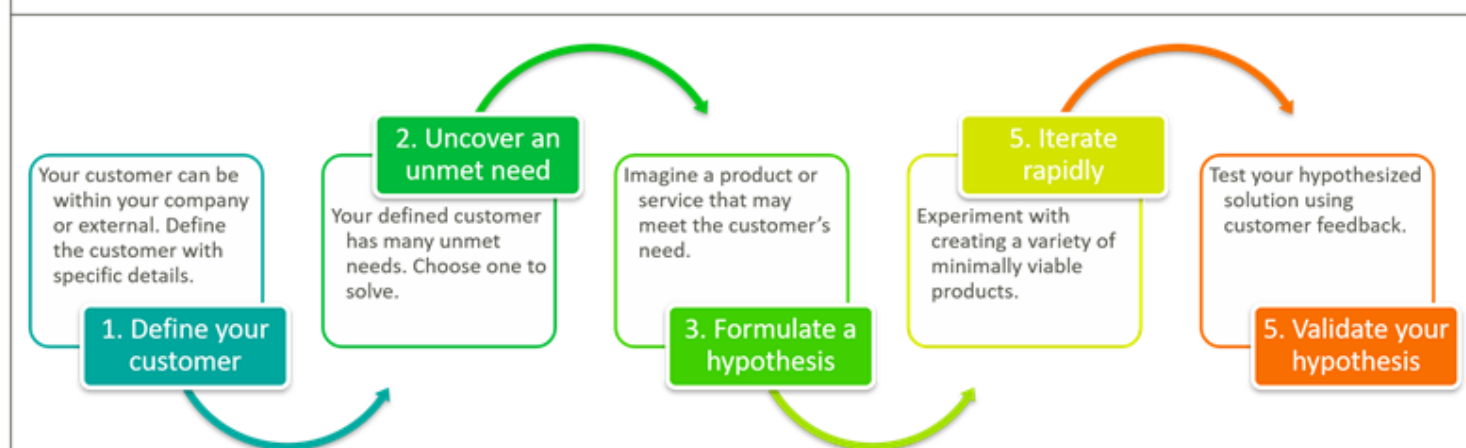 Your customer can be
within your company
or external. Define
the customer with
specific details.
1. Define your
customer
2. Uncover an
unmet need
Your defined customer
has many unmet
needs. Choose one to
solve.
Imagine a product or
service that may
meet the customer’s
need.
3. Formulate a
hypothesis
5. Iterate
rapidly
Experiment with
creating a variety of
minimally viable
products.
Test your hypothesized
solution using
customer feedback.
5. Validate your
hypothesis